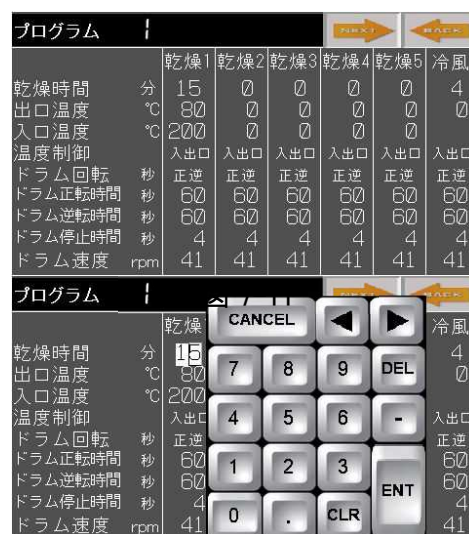 プログラム 1 NEXT BACK
乾燥1 乾燥2 乾燥3 乾燥4 乾燥5 冷風
乾燥時間 分 15 0 0 0 0 4
出口温度 ℃ 80 0 0 0 0 0
入口温度 ℃ 200 0 0 0 0
温度制御 入出口 入出口 入出口 入出口 入出口 入出口
ドラム回転 秒 正逆 正逆 正逆 正逆 正逆 正逆
ドラム正転時間 秒 60 60 60 60 60 60
ドラム逆転時間 秒 60 60 60 60 60 60
ドラム停止時間 秒 4 4 4 4 4 4
ドラム速度 rpm 41 41 41 41 41 41
プログラム 1
乾燥 冷風
乾燥時間 分 15 4
出口温度 ℃ 80 0
入口温度 ℃ 200
温度制御 入出口 入出口
ドラム回転 秒 正逆 正逆
ドラム正転時間 秒 60 60
ドラム逆転時間 秒 60 60
ドラム停止時間 秒 4 4
ドラム速度 rpm 41 41
CANCEL ◀ ▶
7 8 9 DEL
4 5 6 -
1 2 3 ENT
0 . CLR